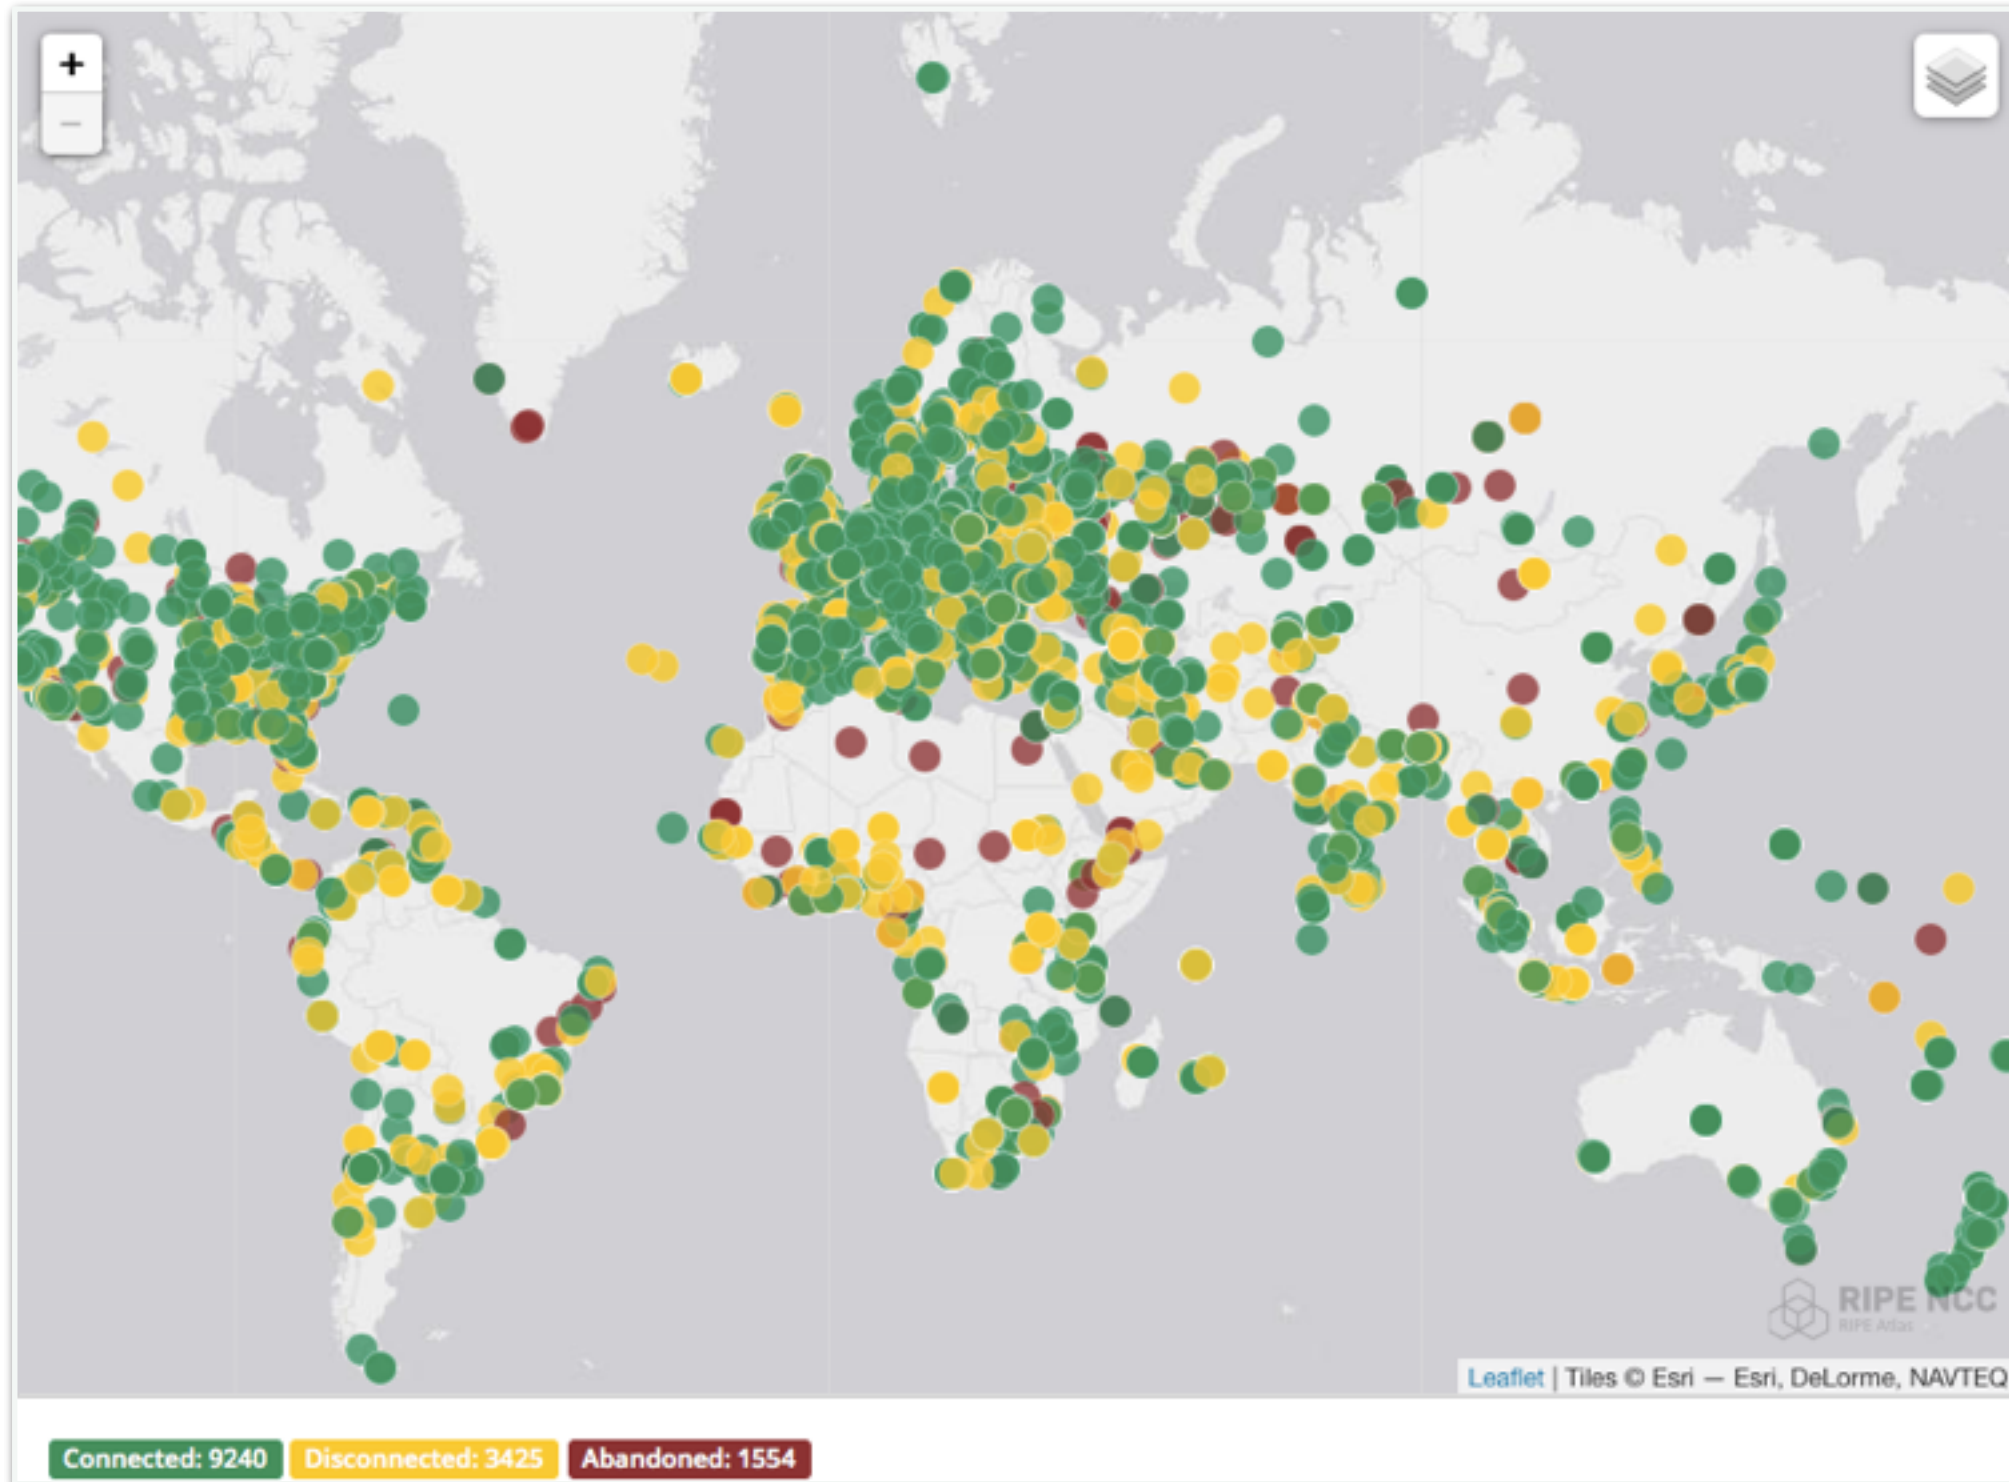 +
−
RIPE NCC
RIPE Atlas
Leaflet | Tiles © Esri — Esri, DeLorme, NAVTEQ
Connected: 9240 Disconnected: 3425 Abandoned: 1554